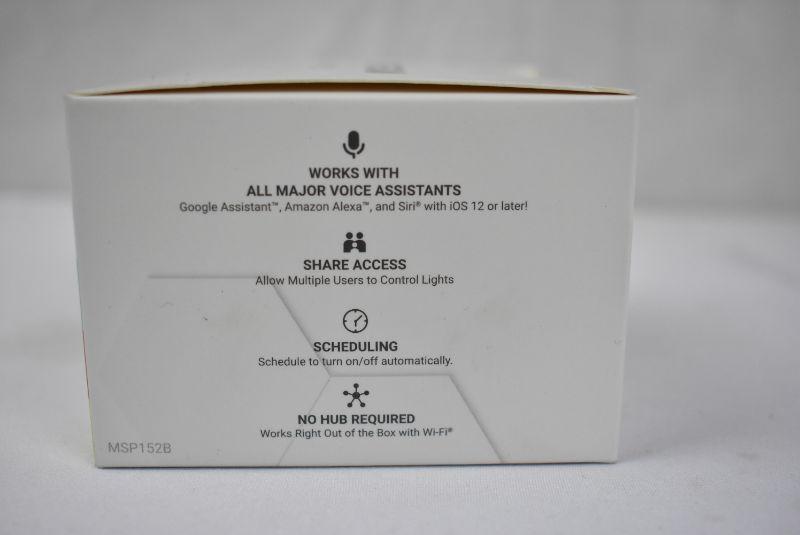 WORKS WITH
ALL MAJOR VOICE ASSISTANTS
Google Assistant™, Amazon Alexa™, and Siri® with iOS 12 or later!
SHARE ACCESS
Allow Multiple Users to Control Lights
SCHEDULING
Schedule to turn on/off automatically.
NO HUB REQUIRED
Works Right Out of the Box with Wi-Fi®
MSP152B